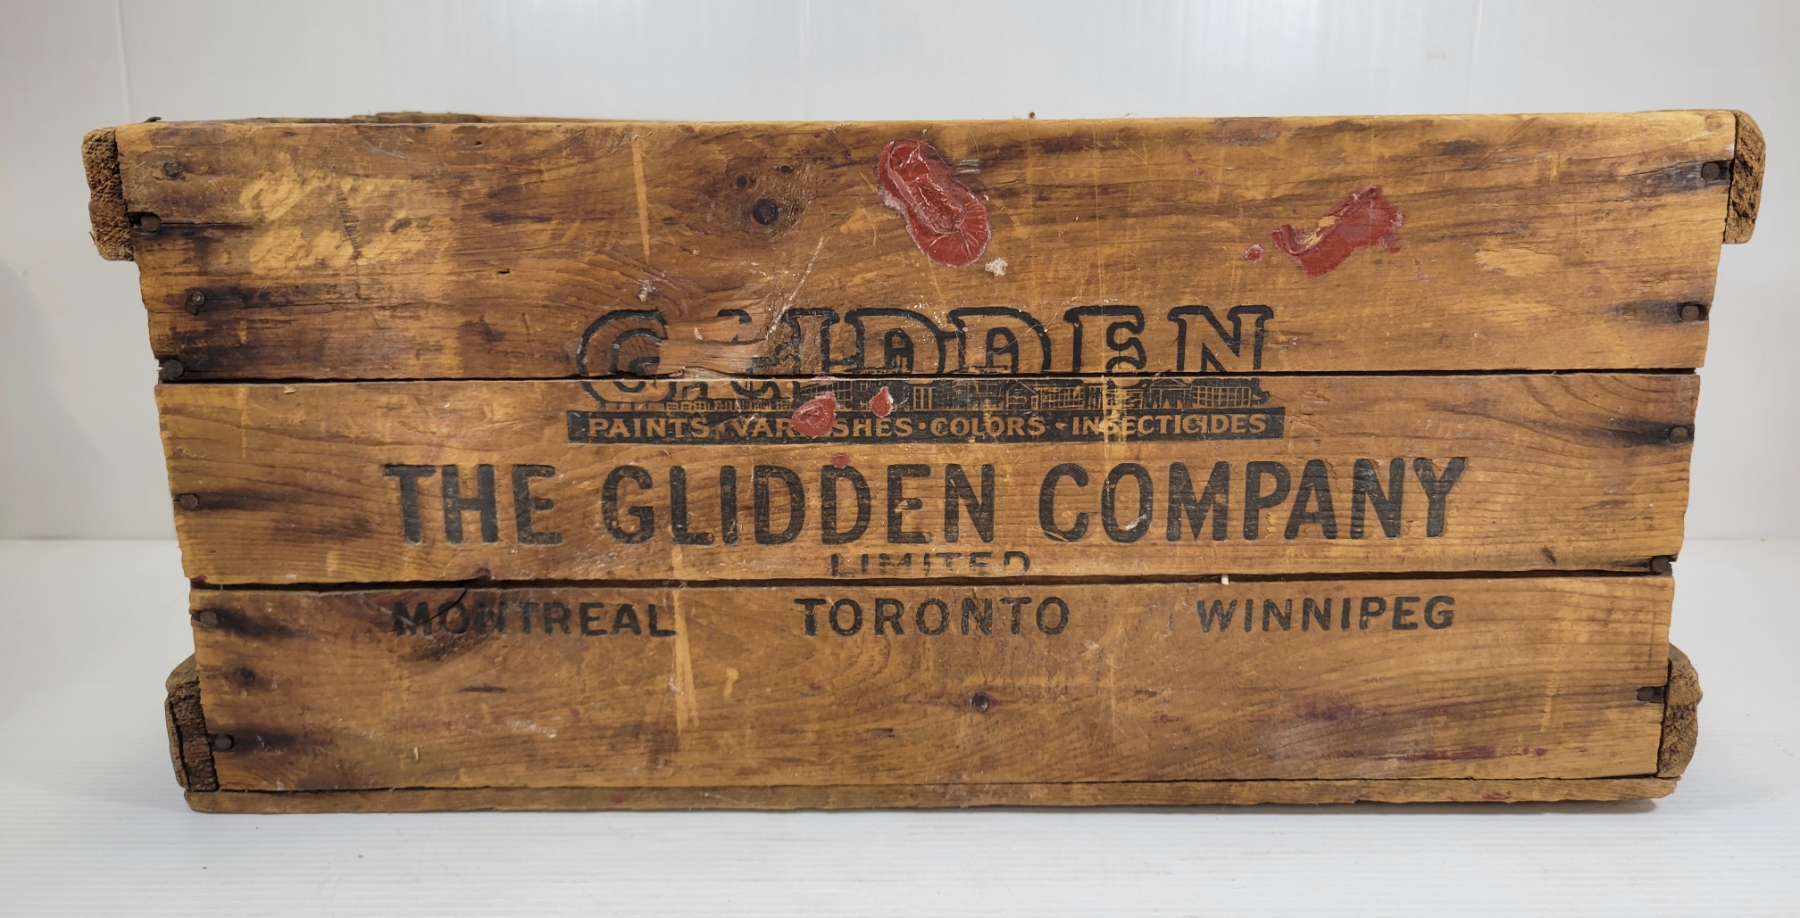 GLIDDEN
PAINTS · VARNISHES · COLORS · INSECTICIDES
THE GLIDDEN COMPANY
LIMITED
MONTREAL TORONTO WINNIPEG